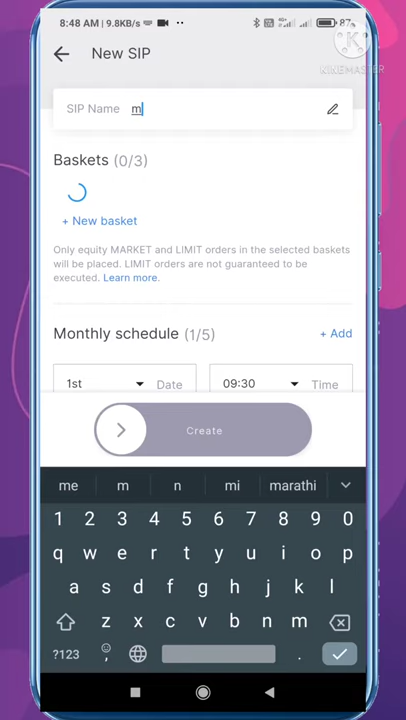 8:48 AM | 9.8KB/s
KINEMASTER
New SIP
SIP Name m
Baskets (0/3)
+ New basket
Only equity MARKET and LIMIT orders in the selected baskets
will be placed. LIMIT orders are not guaranteed to be
executed. Learn more.
Monthly schedule (1/5) + Add
1st Date 09:30 Time
Create
me m n mi marathi
1 2 3 4 5 6 7 8 9 0
q w e r t y u i o p
a s d f g h j k l
z x c v b n m
?123 , .